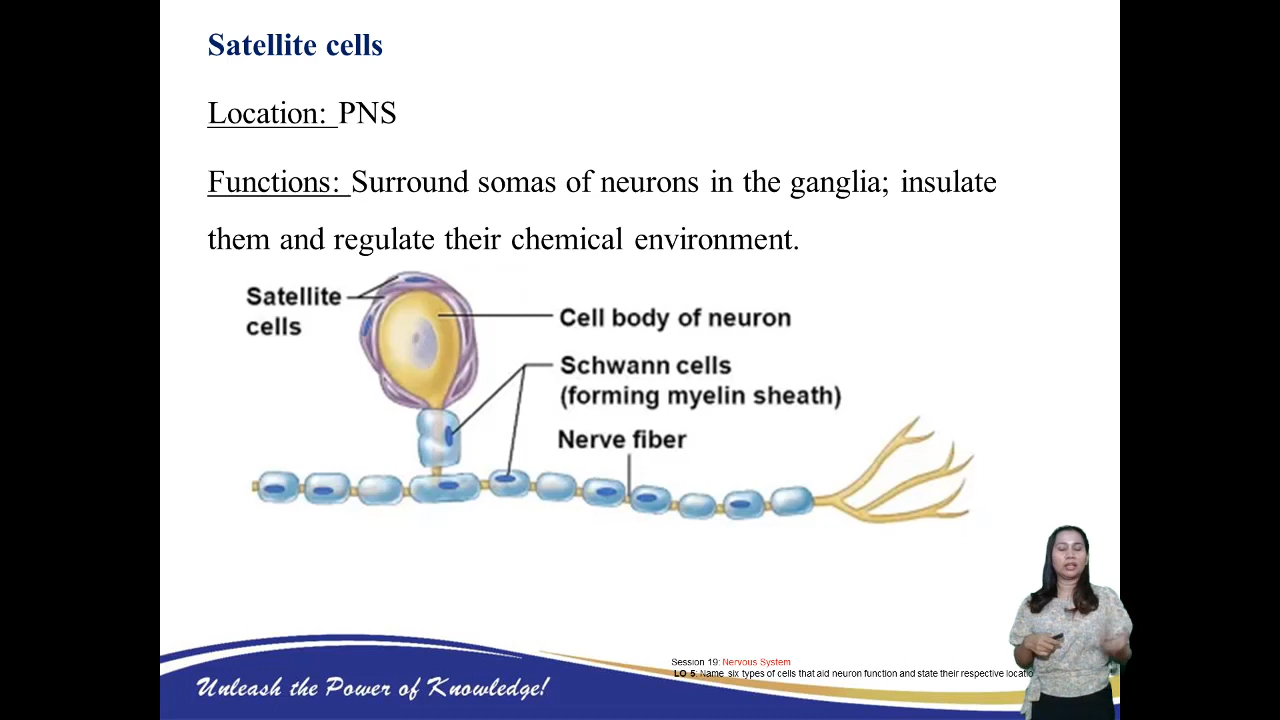 Satellite cells
Location: PNS
Functions: Surround somas of neurons in the ganglia; insulate
them and regulate their chemical environment.
Satellite
cells
Cell body of neuron
Schwann cells
(forming myelin sheath)
Nerve fiber
Unleash the Power of Knowledge!
Session 19: Nervous System
LO 5: Name six types of cells that aid neuron function and state their respective